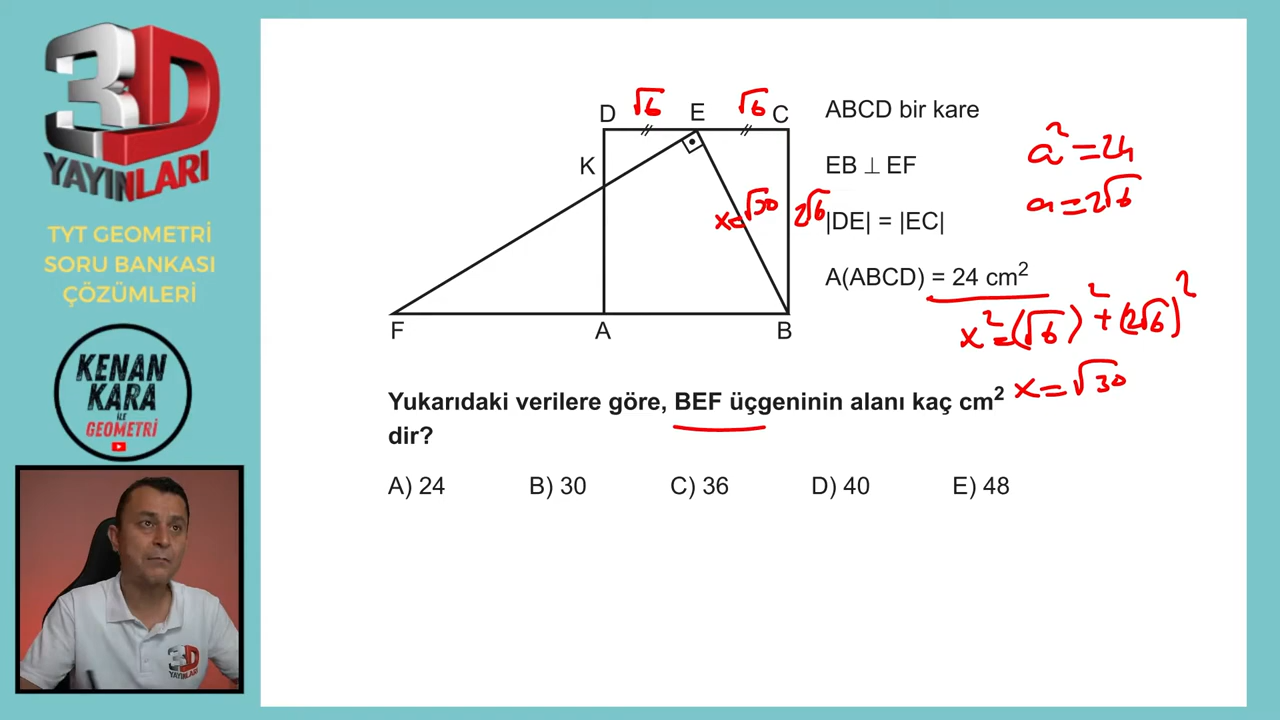 3D
YAYINLARI
TYT GEOMETRİ
SORU BANKASI
ÇÖZÜMLERİ
KENAN
KARA
İLE
GEOMETRİ
3D
YAYINLARI
√6 √6
D E C
K
x=√30 2√6
F A B
ABCD bir kare
EB ⊥ EF
|DE| = |EC|
A(ABCD) = 24 cm²
a² = 24
a = 2√6
x² = (√6)² + (2√6)²
x = √30
Yukarıdaki verilere göre, BEF üçgeninin alanı kaç cm²
dir?
A) 24 B) 30 C) 36 D) 40 E) 48